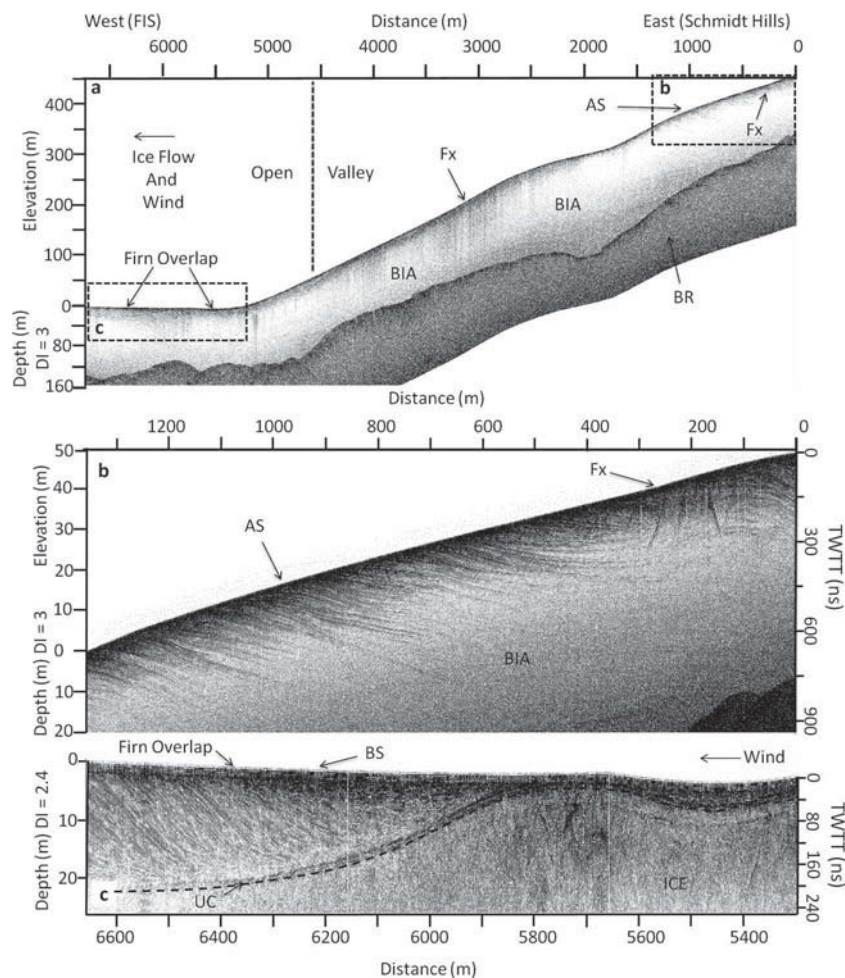 West (FIS) Distance (m) East (Schmidt Hills)
6000 5000 4000 3000 2000 1000 0
a
b
AS
Fx
400
300
200
100
0
80
160
Elevation (m)
Depth (m)
DI = 3
Ice Flow
And
Wind
Open Valley
Fx
BIA
BIA
BR
Firn Overlap
c
Distance (m)
1200 1000 800 600 400 200 0
b
50
40
30
20
10
0
10
20
Elevation (m)
Depth (m) DI = 3
Fx
AS
BIA
0
300
600
900
TWTT (ns)
Firn Overlap
BS
Wind
0
10
20
Depth (m) DI = 2.4
c
UC
ICE
0
80
160
240
TWTT (ns)
6600 6400 6200 6000 5800 5600 5400
Distance (m)